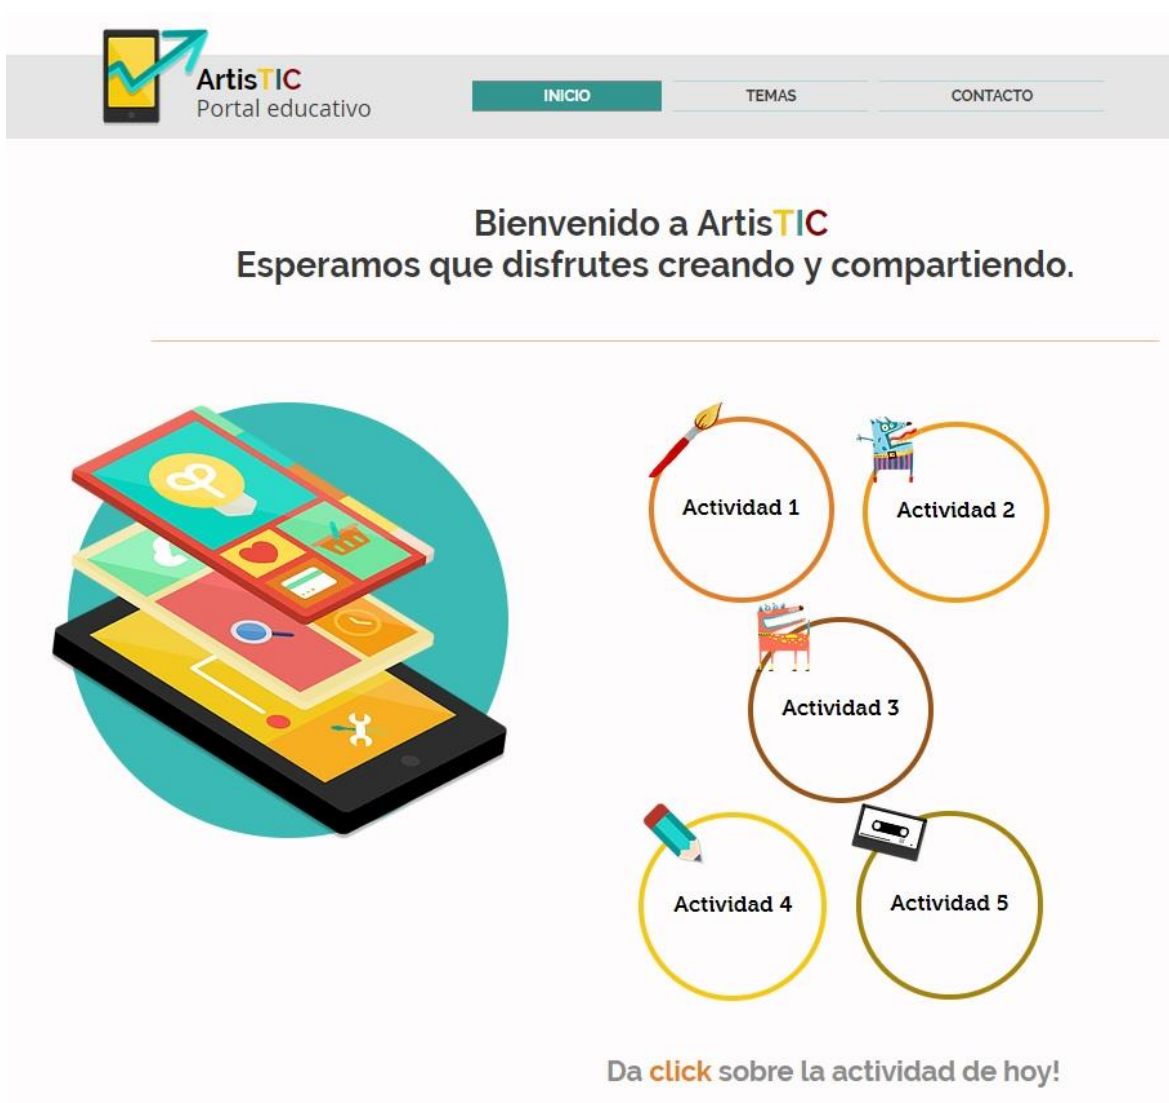 ArtisTIC
Portal educativo
INICIO
TEMAS
CONTACTO
Bienvenido a ArtisTIC
Esperamos que disfrutes creando y compartiendo.
Actividad 1
Actividad 2
Actividad 3
Actividad 4
Actividad 5
Da click sobre la actividad de hoy!